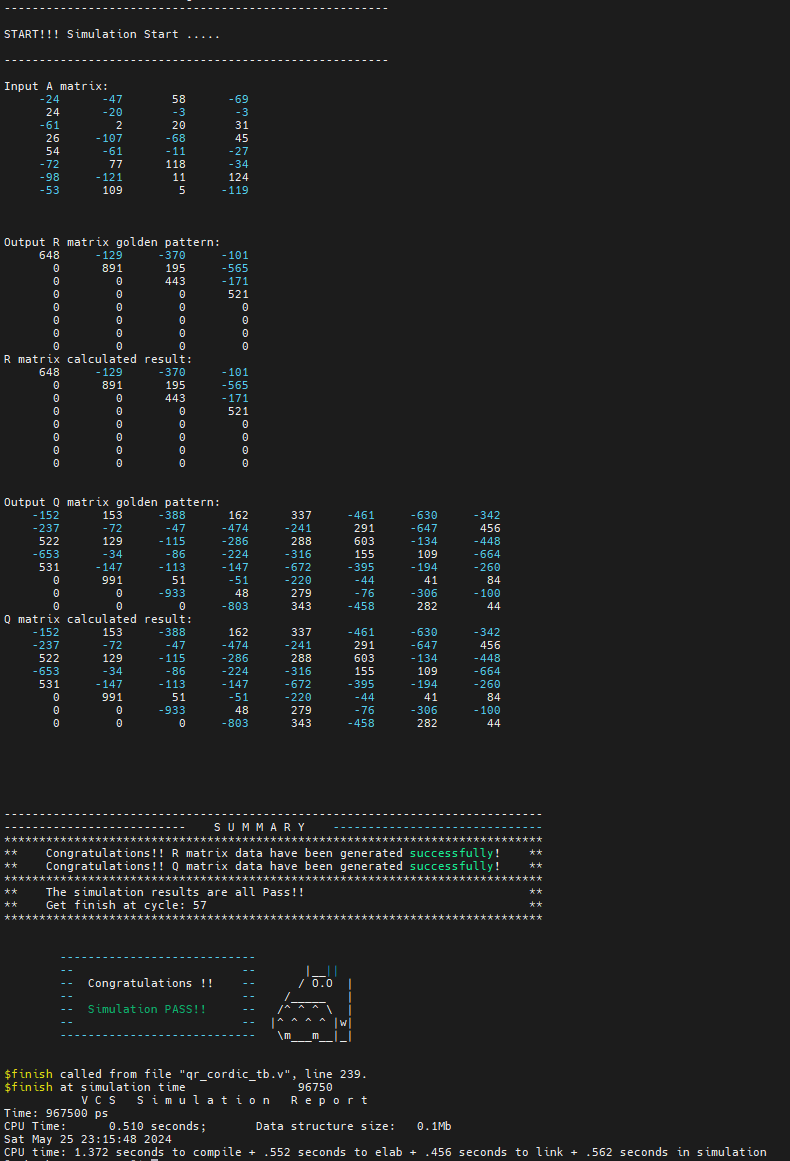 -------------------------------------------------------
START!!! Simulation Start .....
-------------------------------------------------------
Input A matrix:
-24 -47 58 -69
24 -20 -3 -3
-61 2 20 31
26 -107 -68 45
54 -61 -11 -27
-72 77 118 -34
-98 -121 11 124
-53 109 5 -119
Output R matrix golden pattern:
648 -129 -370 -101
0 891 195 -565
0 0 443 -171
0 0 0 521
0 0 0 0
0 0 0 0
0 0 0 0
0 0 0 0
R matrix calculated result:
648 -129 -370 -101
0 891 195 -565
0 0 443 -171
0 0 0 521
0 0 0 0
0 0 0 0
0 0 0 0
0 0 0 0
Output Q matrix golden pattern:
-152 153 -388 162 337 -461 -630 -342
-237 -72 -47 -474 -241 291 -647 456
522 129 -115 -286 288 603 -134 -448
-653 -34 -86 -224 -316 155 109 -664
531 -147 -113 -147 -672 -395 -194 -260
0 991 51 -51 -220 -44 41 84
0 0 -933 48 279 -76 -306 -100
0 0 0 -803 343 -458 282 44
Q matrix calculated result:
-152 153 -388 162 337 -461 -630 -342
-237 -72 -47 -474 -241 291 -647 456
522 129 -115 -286 288 603 -134 -448
-653 -34 -86 -224 -316 155 109 -664
531 -147 -113 -147 -672 -395 -194 -260
0 991 51 -51 -220 -44 41 84
0 0 -933 48 279 -76 -306 -100
0 0 0 -803 343 -458 282 44
-----------------------------------------------------------------------------
-------------------------- S U M M A R Y ------------------------------
*****************************************************************************
** Congratulations!! R matrix data have been generated successfully! **
** Congratulations!! Q matrix data have been generated successfully! **
*****************************************************************************
** The simulation results are all Pass!! **
** Get finish at cycle: 57 **
*****************************************************************************
---------------------------- 
-- -- |__||
-- Congratulations !! -- / O.O |
-- -- /_____ |
-- Simulation PASS!! -- /^ ^ ^ \ |
-- -- |^ ^ ^ ^ |w|
---------------------------- \m___m__|_|
$finish called from file "qr_cordic_tb.v", line 239.
$finish at simulation time 96750
V C S S i m u l a t i o n R e p o r t
Time: 967500 ps
CPU Time: 0.510 seconds; Data structure size: 0.1Mb
Sat May 25 23:15:48 2024
CPU time: 1.372 seconds to compile + .552 seconds to elab + .456 seconds to link + .562 seconds in simulation